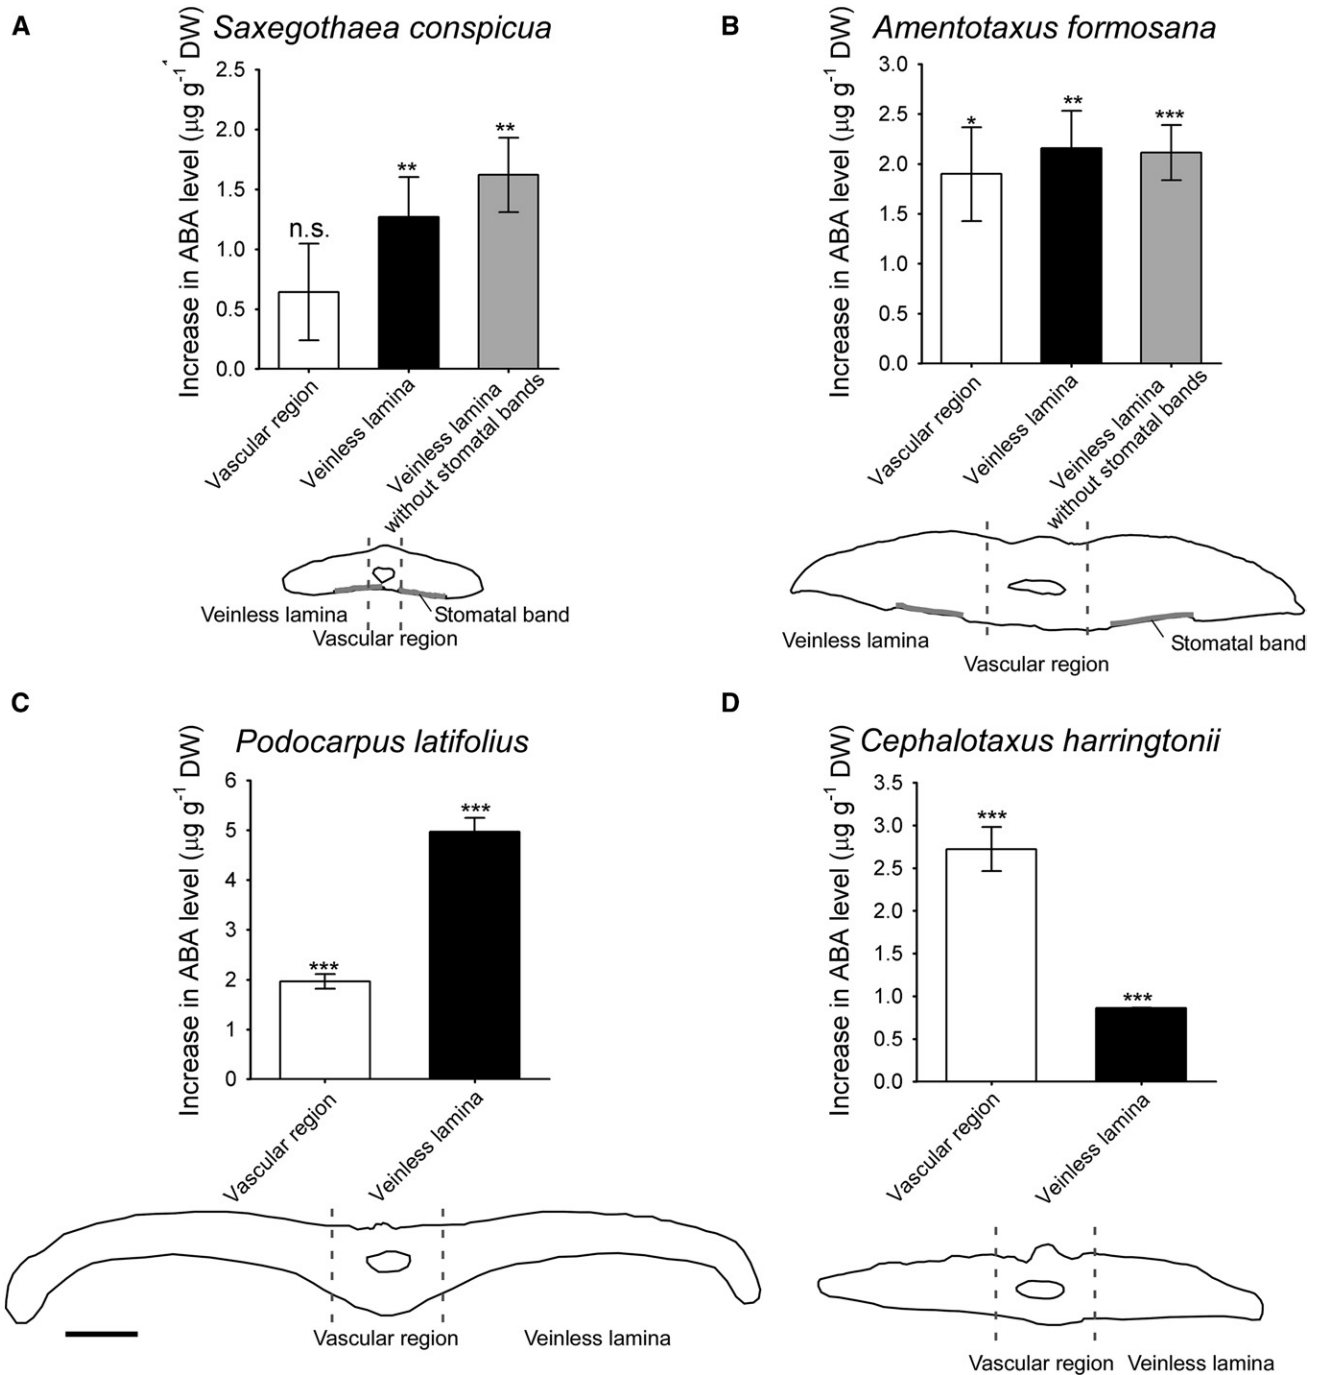 A
Saxegothaea conspicua
Increase in ABA level (µg g⁻¹ DW)
2.5
2.0
1.5
1.0
0.5
0.0
n.s.
**
**
Vascular region
Veinless lamina
Veinless lamina
without stomatal bands
Veinless lamina
Stomatal band
Vascular region
B
Amentotaxus formosana
Increase in ABA level (µg g⁻¹ DW)
3.0
2.5
2.0
1.5
1.0
0.5
0.0
*
**
***
Vascular region
Veinless lamina
Veinless lamina
without stomatal bands
Veinless lamina
Stomatal band
Vascular region
C
Podocarpus latifolius
Increase in ABA level (µg g⁻¹ DW)
6
5
4
3
2
1
0
***
***
Vascular region
Veinless lamina
Vascular region
Veinless lamina
D
Cephalotaxus harringtonii
Increase in ABA level (µg g⁻¹ DW)
3.5
3.0
2.5
2.0
1.5
1.0
0.5
0.0
***
***
Vascular region
Veinless lamina
Vascular region
Veinless lamina